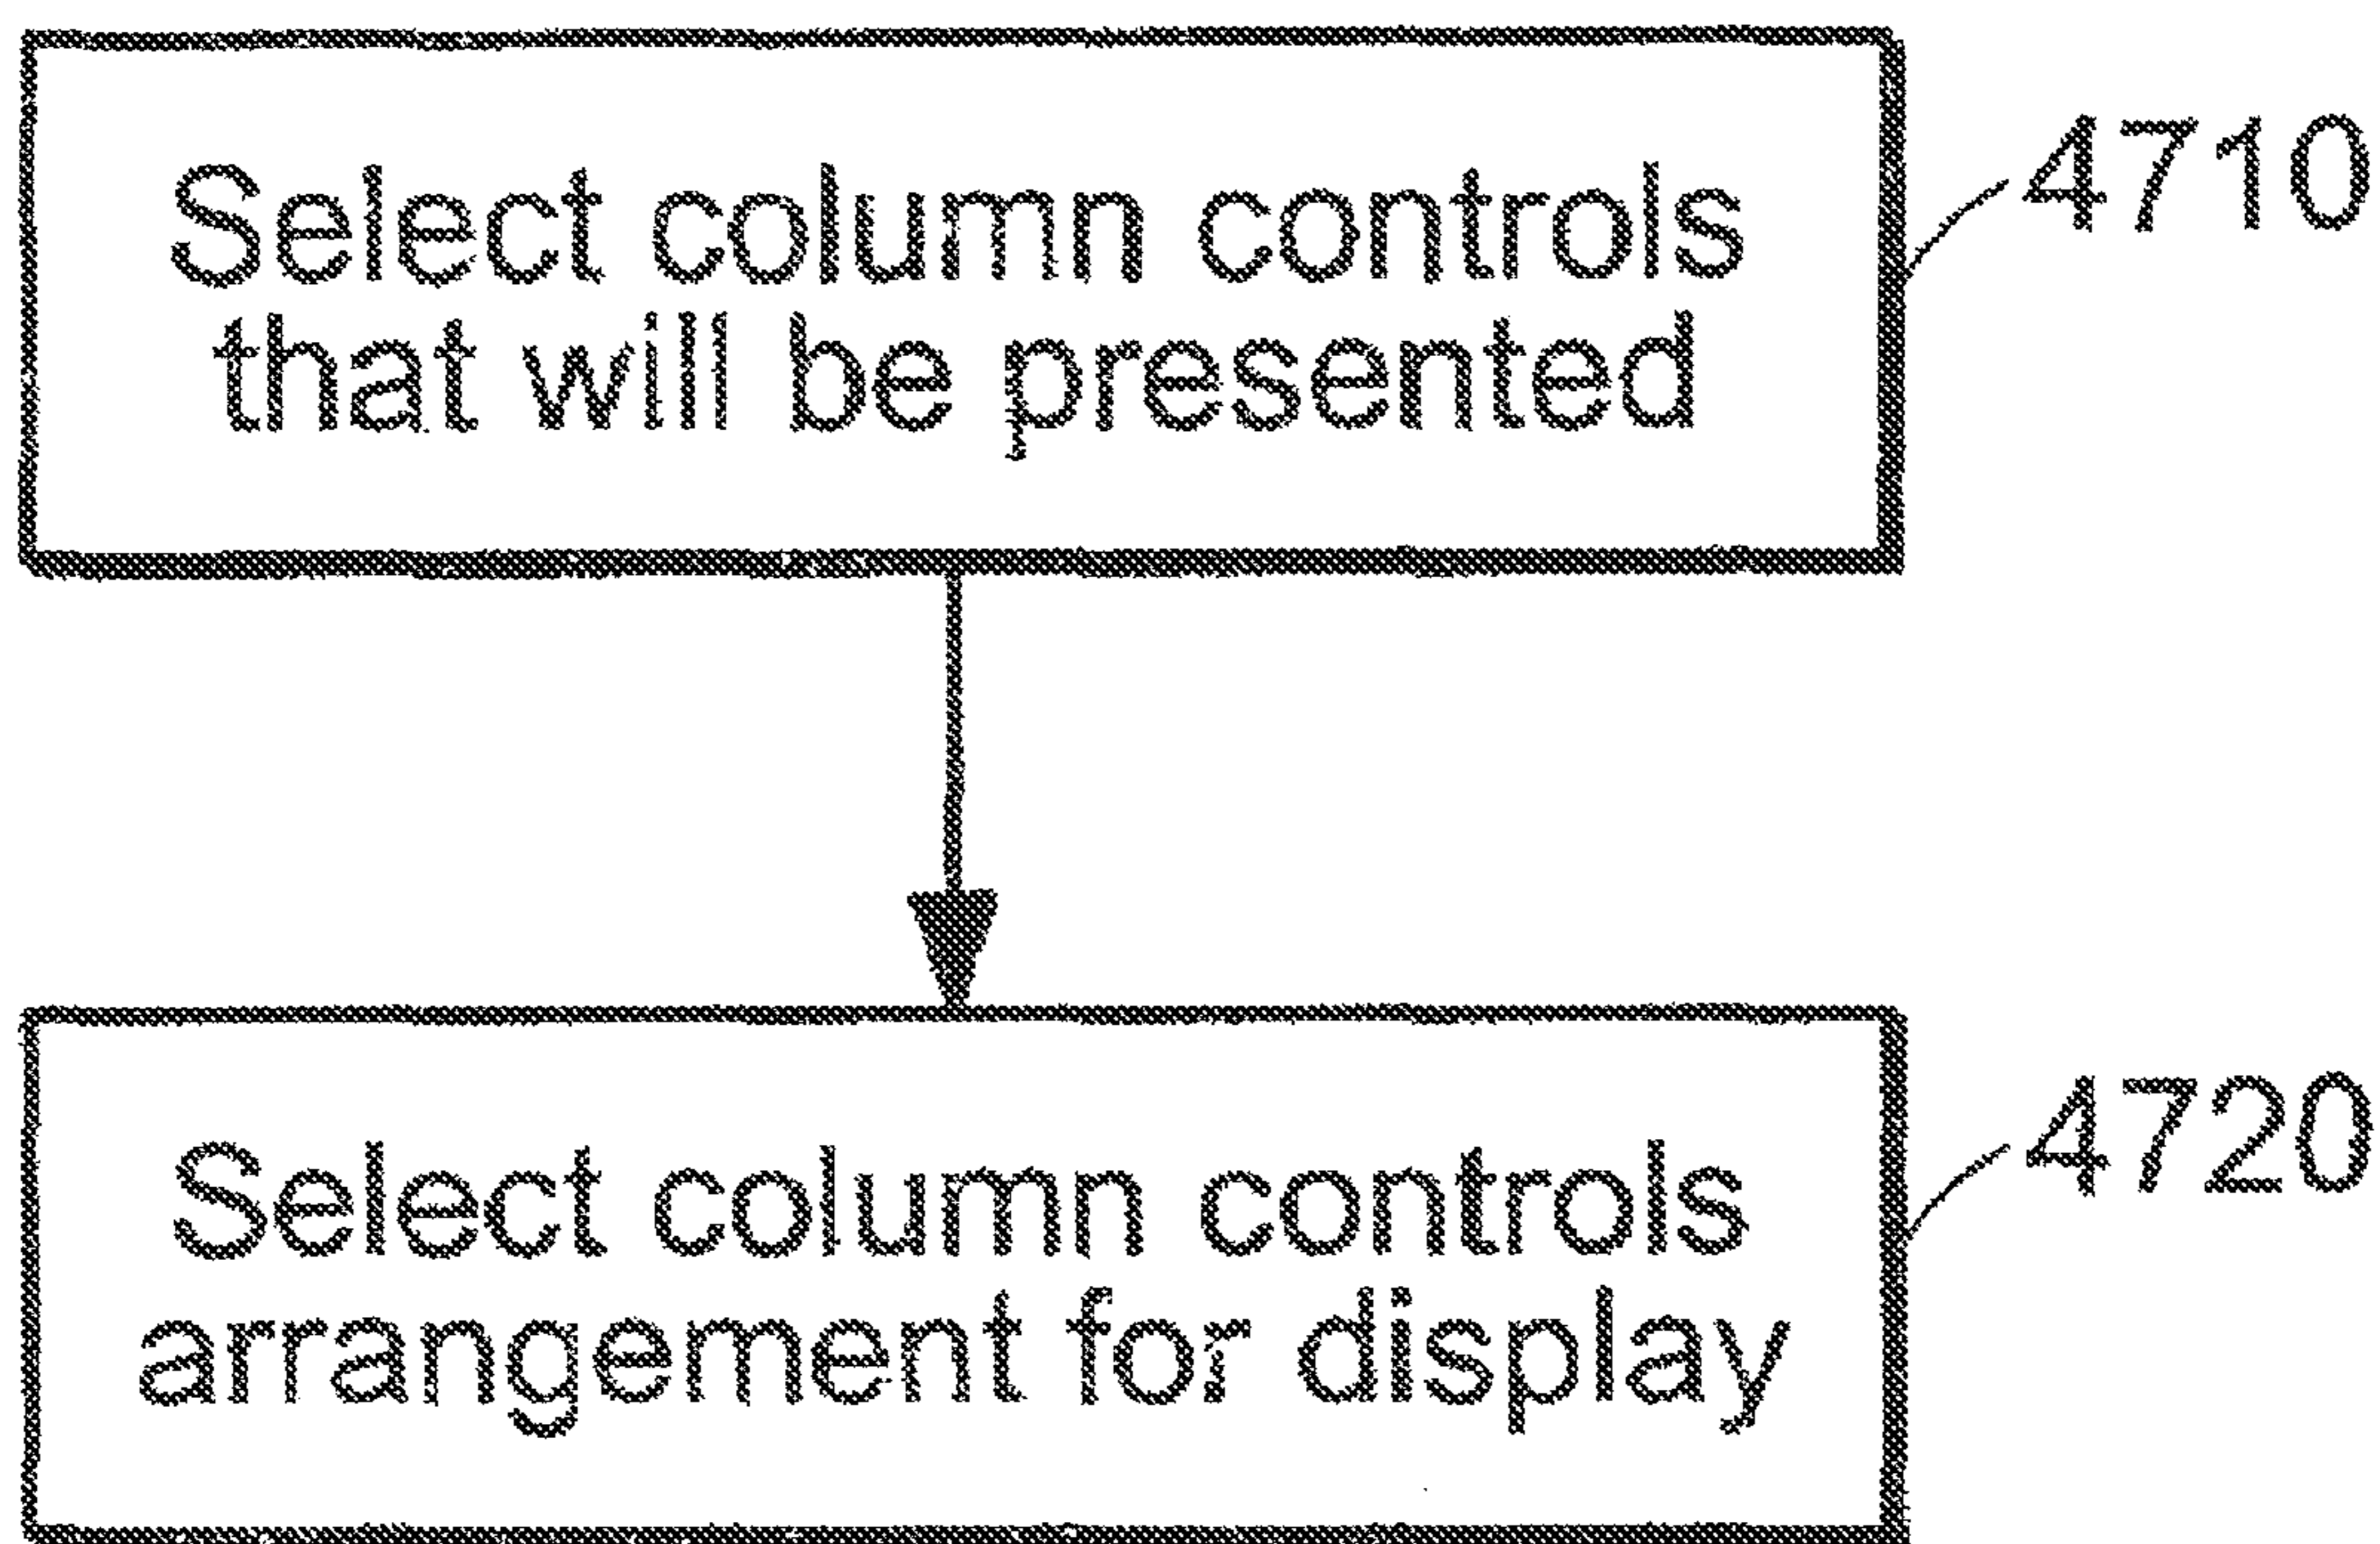 Select column controls
that will be presented
4710
Select column controls
arrangement for display
4720